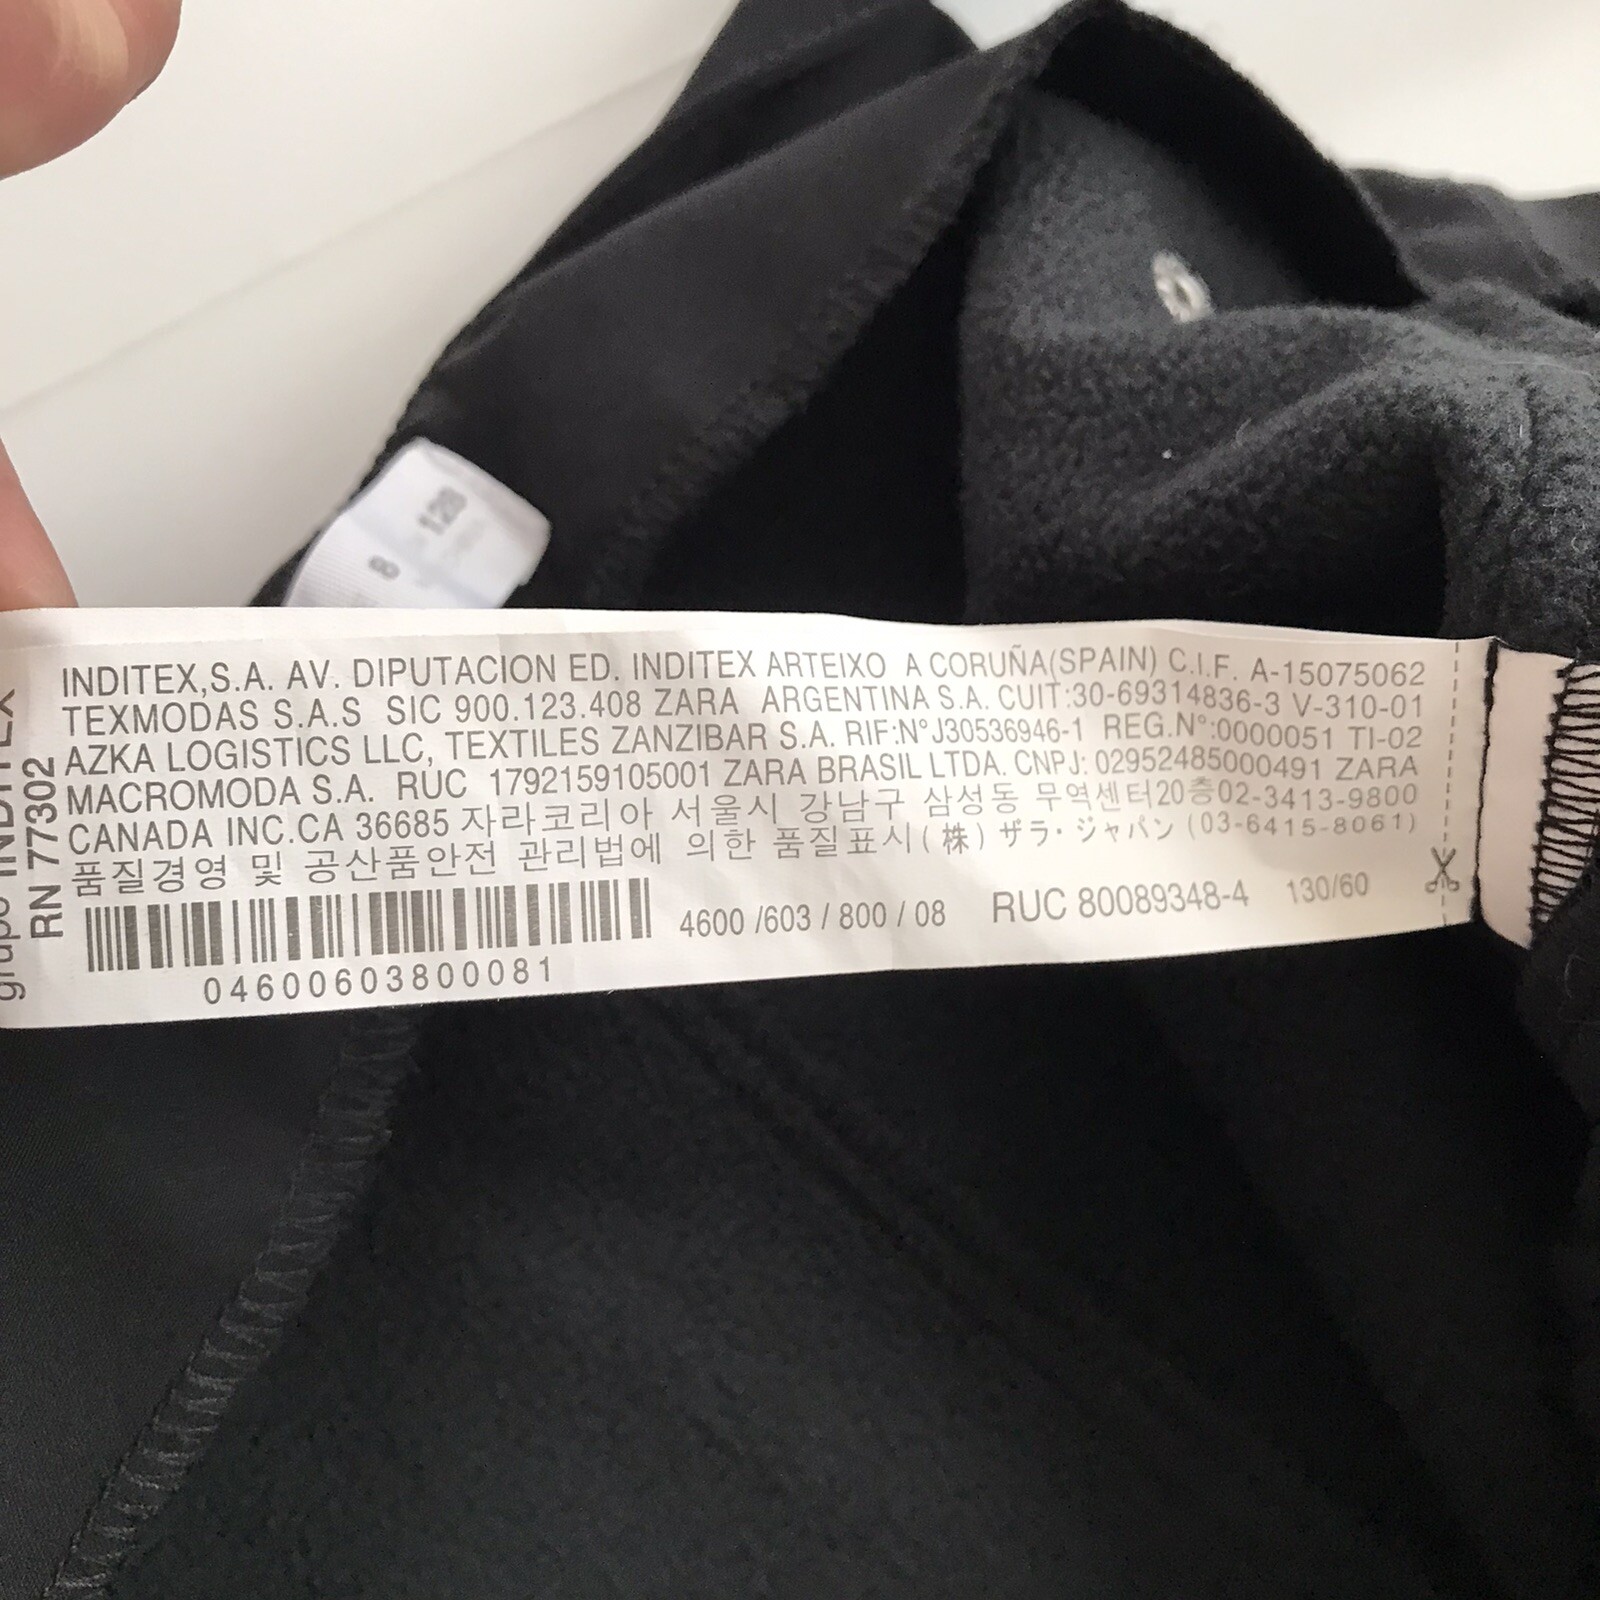 128
8
grupo INDITEX
RN 77302
INDITEX,S.A. AV. DIPUTACION ED. INDITEX ARTEIXO A CORUÑA(SPAIN) C.I.F. A-15075062
TEXMODAS S.A.S SIC 900.123.408 ZARA ARGENTINA S.A. CUIT:30-69314836-3 V-310-01
AZKA LOGISTICS LLC, TEXTILES ZANZIBAR S.A. RIF:N° J30536946-1 REG.N°:0000051 TI-02
MACROMODA S.A. RUC 1792159105001 ZARA BRASIL LTDA. CNPJ: 02952485000491 ZARA
CANADA INC.CA 36685 자라코리아 서울시 강남구 삼성동 무역센터20층02-3413-9800
품질경영 및 공산품안전 관리법에 의한 품질표시 (株) ザラ・ジャパン (03-6415-8061)
4600 /603 / 800 / 08 RUC 80089348-4 130/60
04600603800081